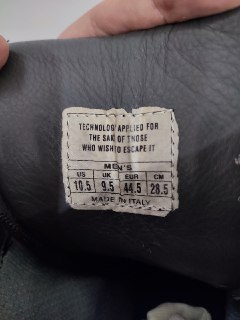 TECHNOLOGY APPLIED FOR
THE SAKE OF THOSE
WHO WISH TO ESCAPE IT
MEN'S
US UK EUR CM
10.5 9.5 44.5 28.5
MADE IN ITALY